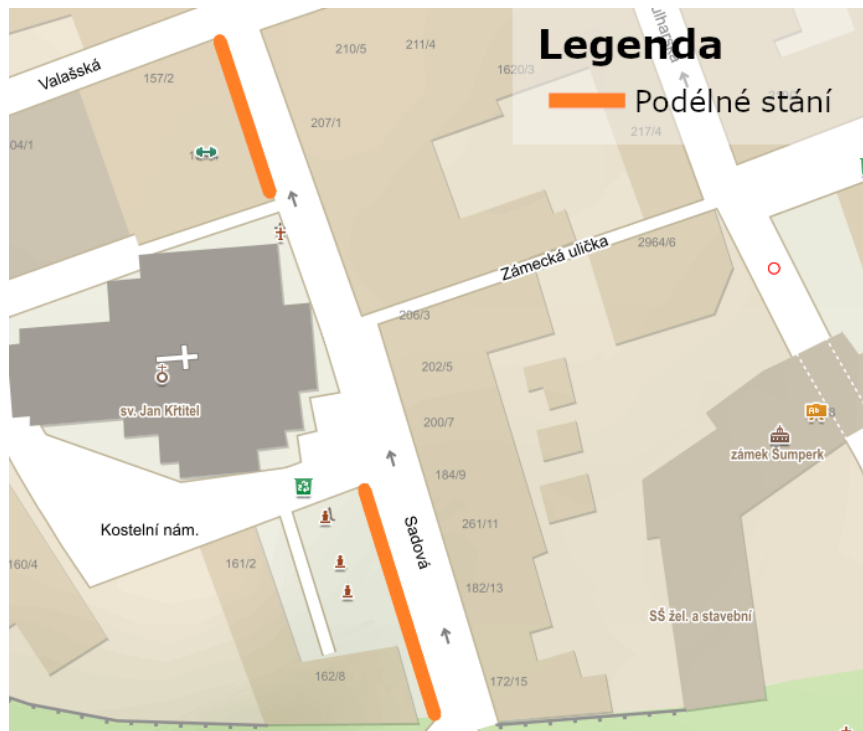 Legenda
Podélné stání
Valašská
157/2
210/5
211/4
1620/3
217/4
04/1
207/1
Zámecká ulička
2964/6
206/3
202/5
sv. Jan Křtitel
200/7
zámek Šumperk
184/9
Kostelní nám.
Sadová
261/11
160/4
161/2
182/13
SŠ žel. a stavební
162/8
172/15